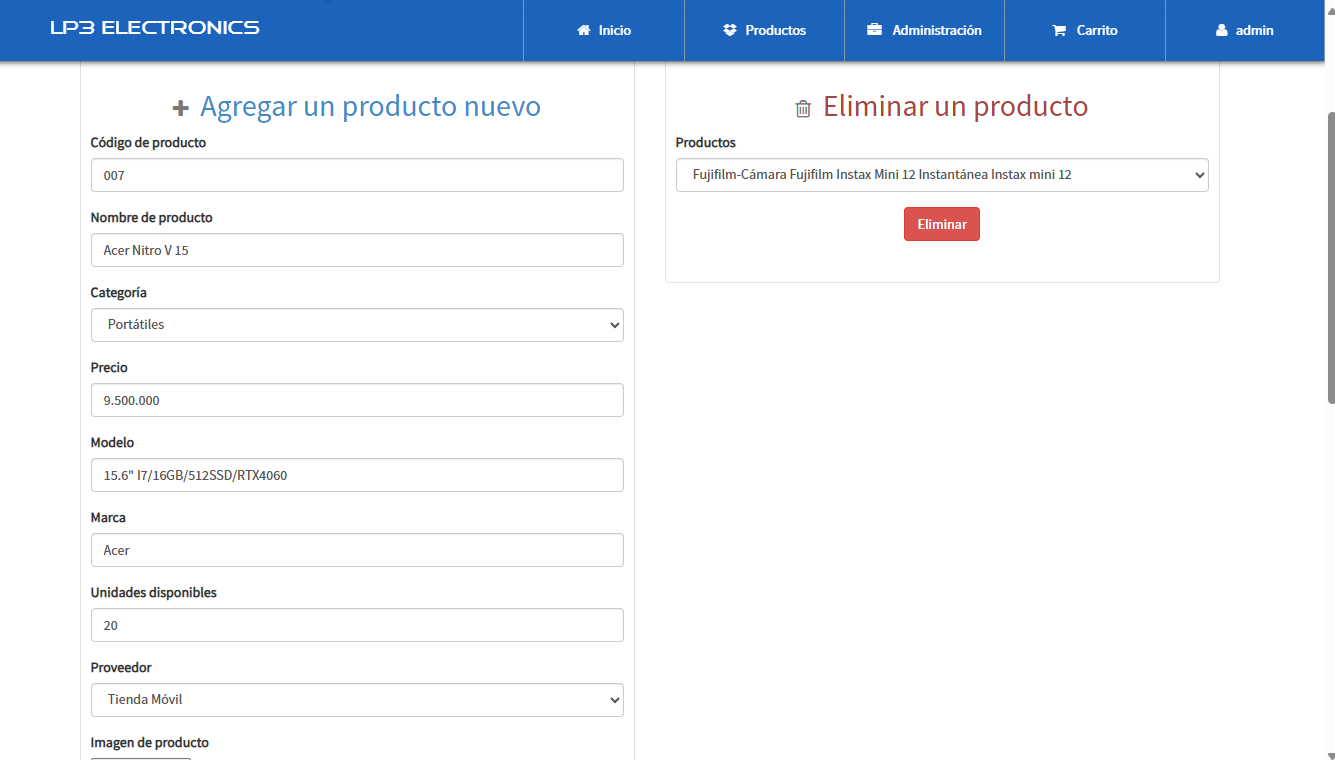 LP3 ELECTRONICS
Inicio
Productos
Administración
Carrito
admin
Agregar un producto nuevo
Código de producto
007
Nombre de producto
Acer Nitro V 15
Categoría
Portátiles
Precio
9.500.000
Modelo
15.6" I7/16GB/512SSD/RTX4060
Marca
Acer
Unidades disponibles
20
Proveedor
Tienda Móvil
Imagen de producto
Eliminar un producto
Productos
Fujifilm-Cámara Fujifilm Instax Mini 12 Instantánea Instax mini 12
Eliminar